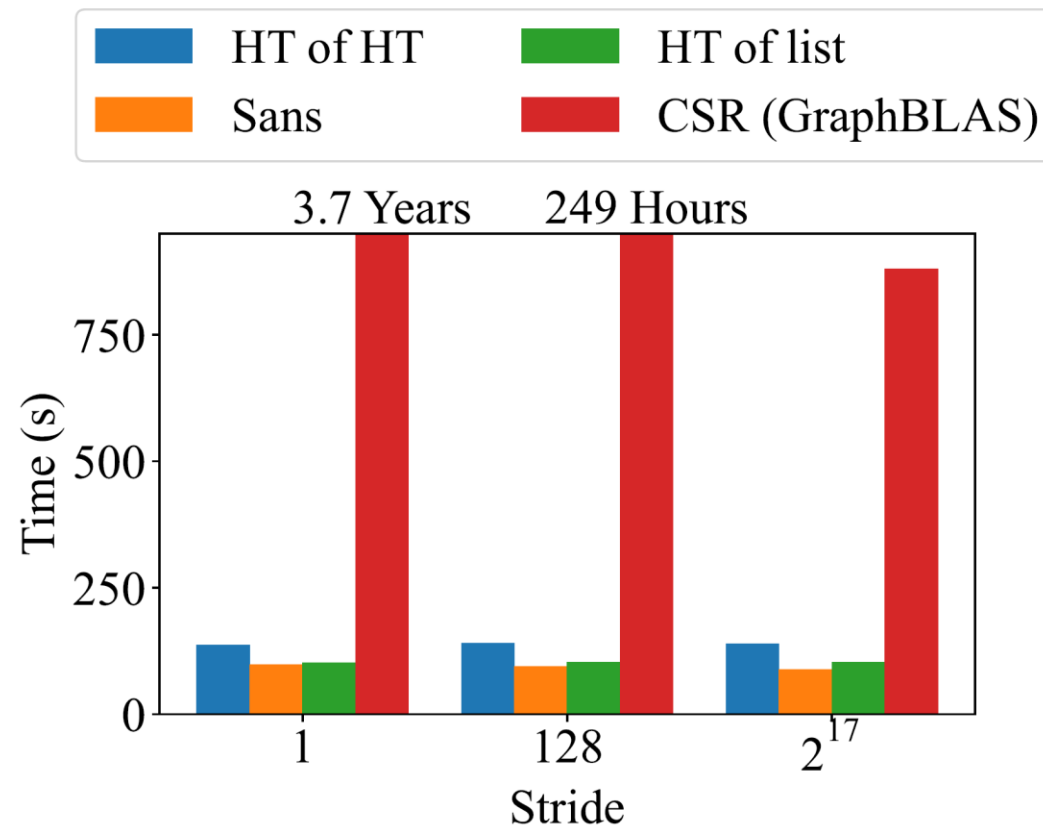 HT of HT
HT of list
Sans
CSR (GraphBLAS)
3.7 Years
249 Hours
750
500
250
0
Time (s)
1
128
2^17
Stride